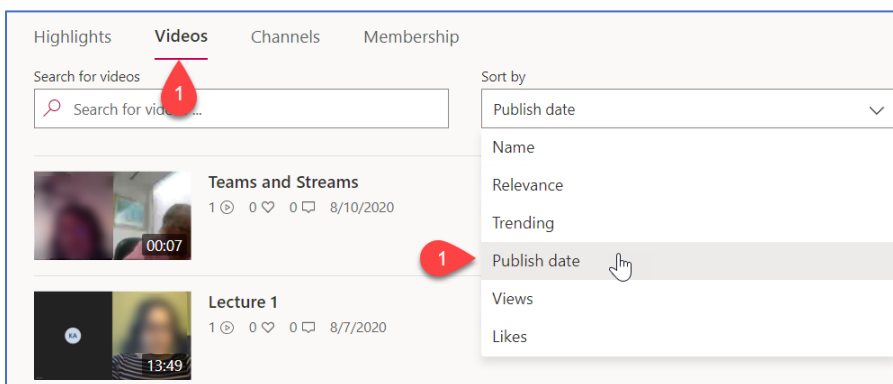 Highlights Videos Channels Membership
Search for videos
Sort by
1
Search for vide ...
Publish date
Name
Relevance
Trending
Publish date
1
Views
Likes
Teams and Streams
1 0 0 8/10/2020
00:07
Lecture 1
1 0 0 8/7/2020
KA
13:49